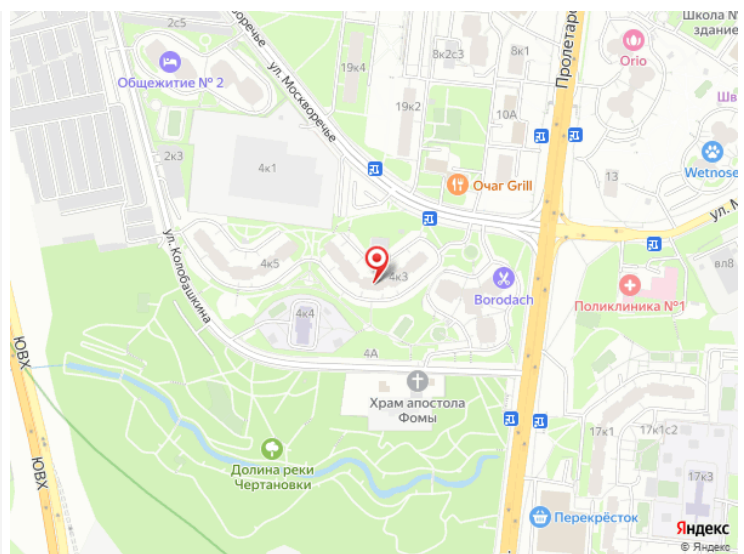 2с5
Москворечье
Общежитие № 2
ул. Москворечье
19к4
8к2с3
8к1
Пролетарс
Школа №
здание
Orio
19к2
10А
Шв
2к3
4к1
Очаг Grill
13
Wetnose
ул. М
вл8
ул. Колобашкина
4к5
4к3
Borodach
Поликлиника №1
4к4
4А
ЮВХ
Храм апостола
Фомы
17к1
17к1с2
Долина реки
Чертановки
ЮВХ
17к3
Перекрёсток
Яндекс
© Яндекс